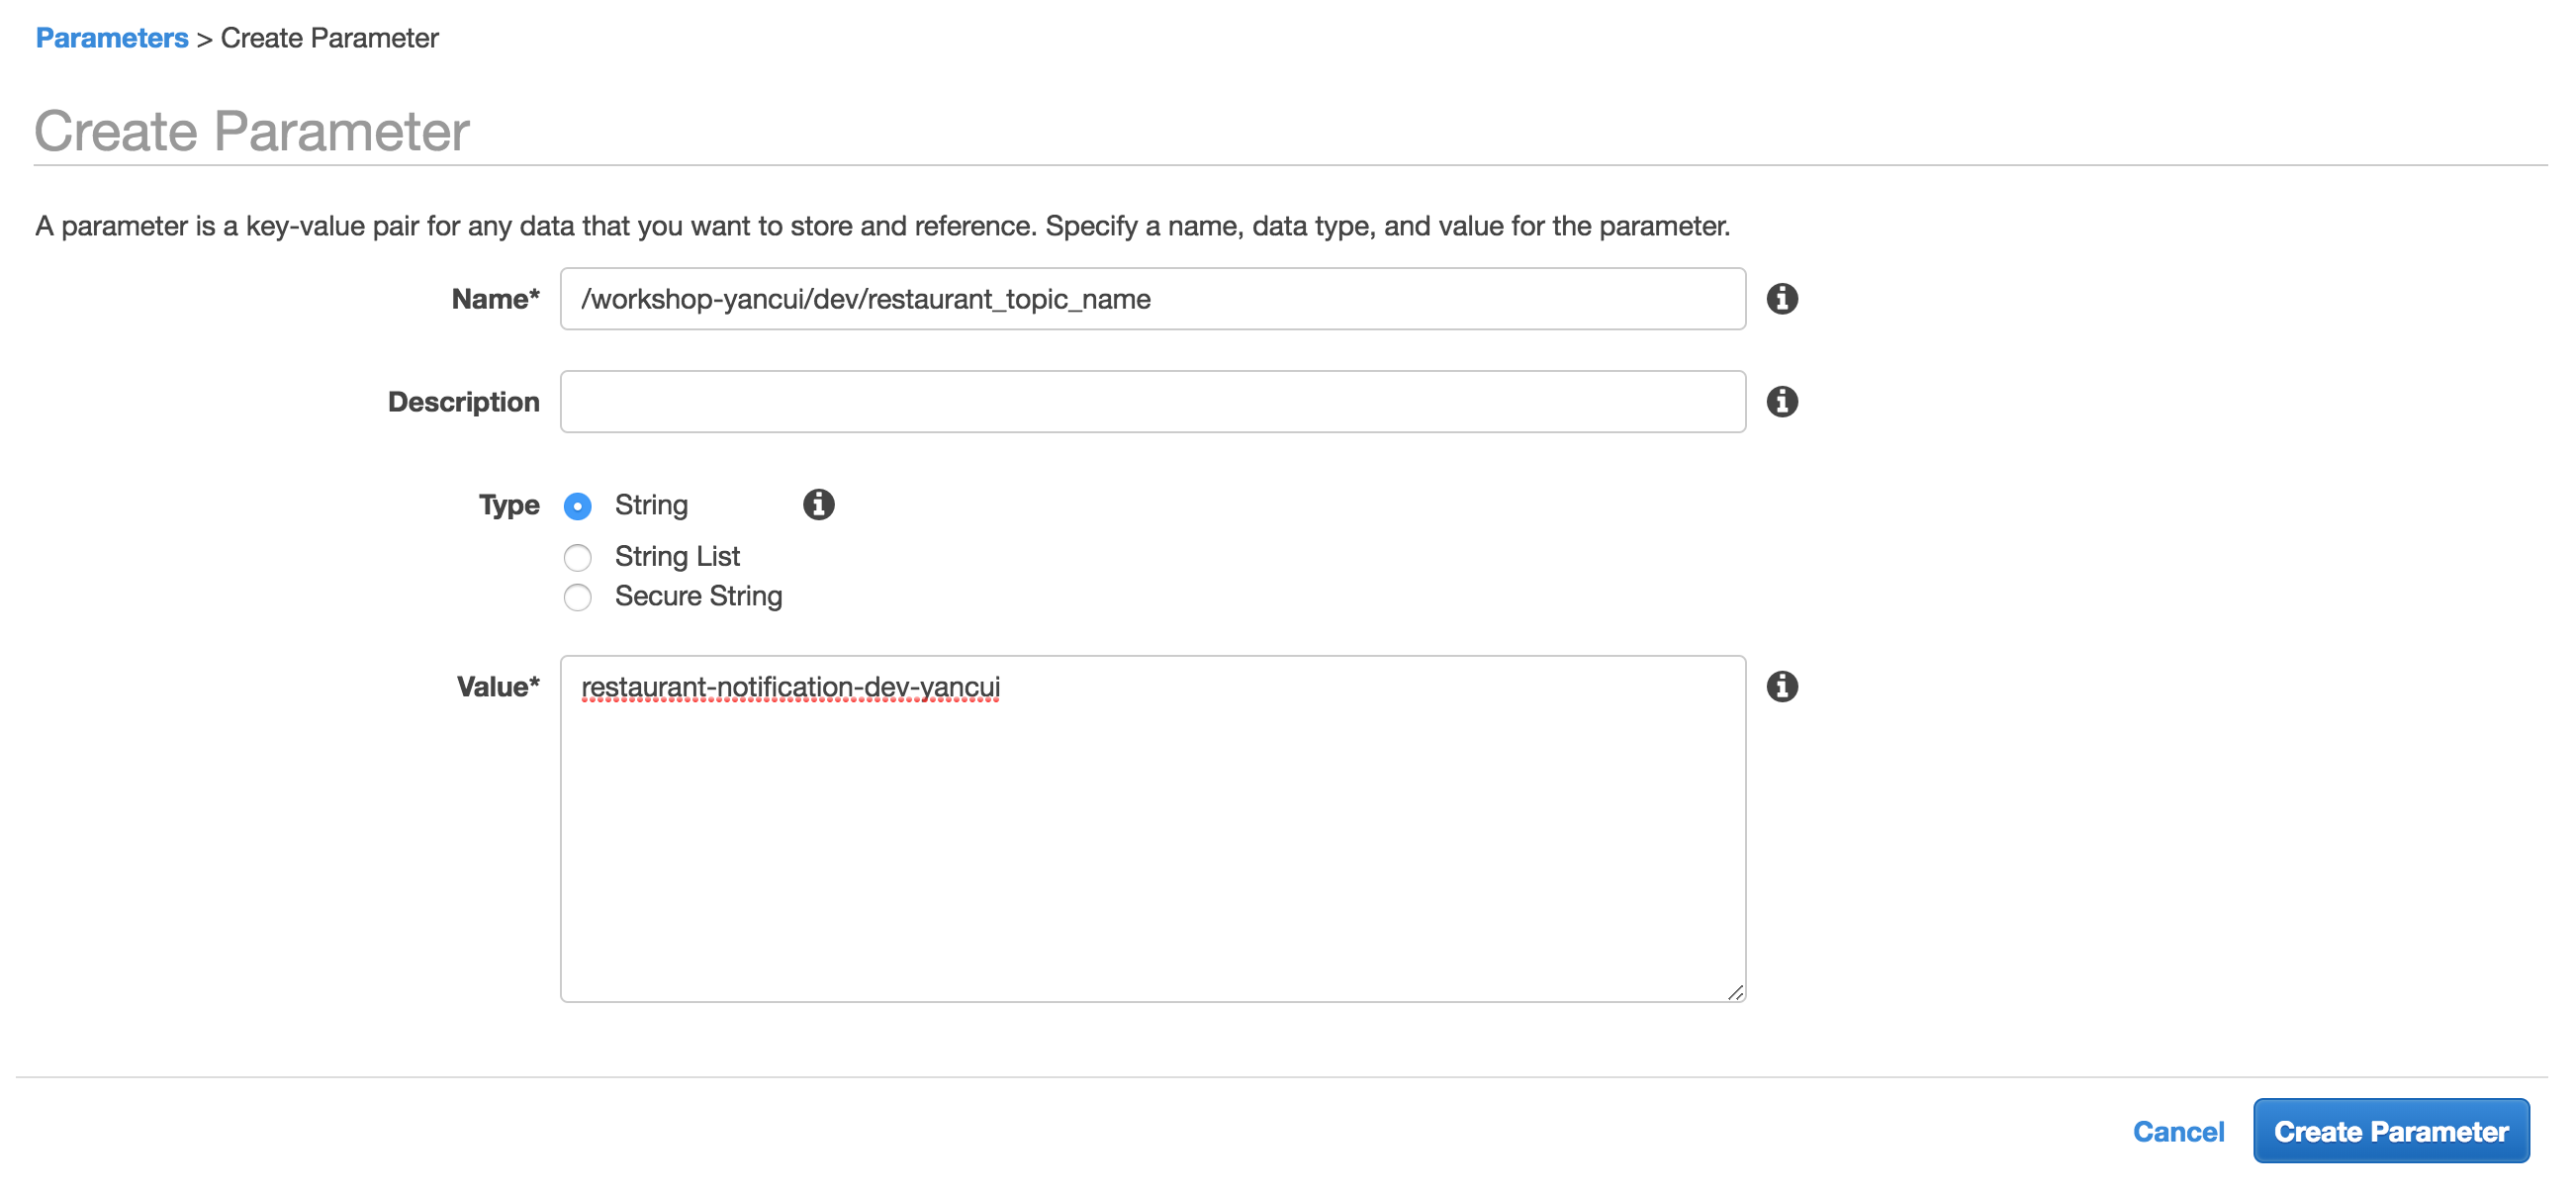 Parameters > Create Parameter
Create Parameter
A parameter is a key-value pair for any data that you want to store and reference. Specify a name, data type, and value for the parameter.
Name* /workshop-yancui/dev/restaurant_topic_name
Description
Type String
String List
Secure String
Value* restaurant-notification-dev-yancui
Cancel Create Parameter